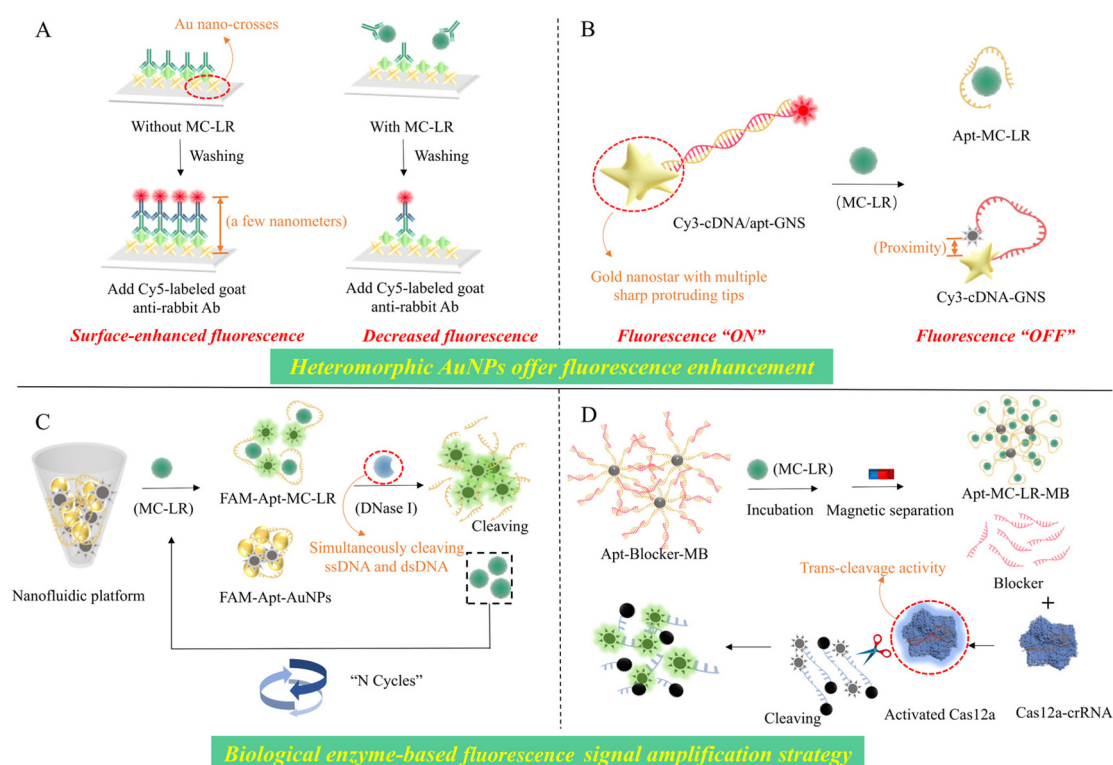 A
Au nano-crosses
Without MC-LR
With MC-LR
Washing
Washing
(a few nanometers)
Add Cy5-labeled goat
anti-rabbit Ab
Add Cy5-labeled goat
anti-rabbit Ab
Surface-enhanced fluorescence
Decreased fluorescence
B
Apt-MC-LR
(MC-LR)
Cy3-cDNA/apt-GNS
(Proximity)
Gold nanostar with multiple
sharp protruding tips
Cy3-cDNA-GNS
Fluorescence “ON”
Fluorescence “OFF”
Heteromorphic AuNPs offer fluorescence enhancement
C
(MC-LR)
FAM-Apt-MC-LR
(DNase I)
Cleaving
Simultaneously cleaving
ssDNA and dsDNA
Nanofluidic platform
FAM-Apt-AuNPs
“N Cycles”
D
(MC-LR)
Incubation
Magnetic separation
Apt-MC-LR-MB
Apt-Blocker-MB
Blocker
Trans-cleavage activity
+
Cleaving
Activated Cas12a
Cas12a-crRNA
Biological enzyme-based fluorescence signal amplification strategy